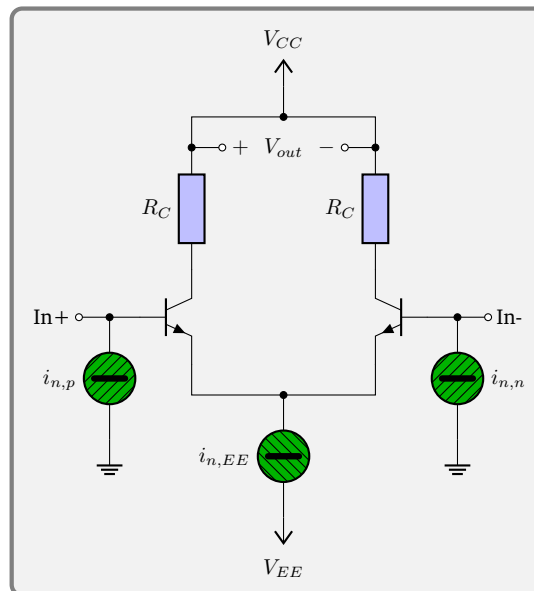 V_{CC}
+ V_{out} −
R_C R_C
In+ In-
i_{n,p} i_{n,n}
i_{n,EE}
V_{EE}